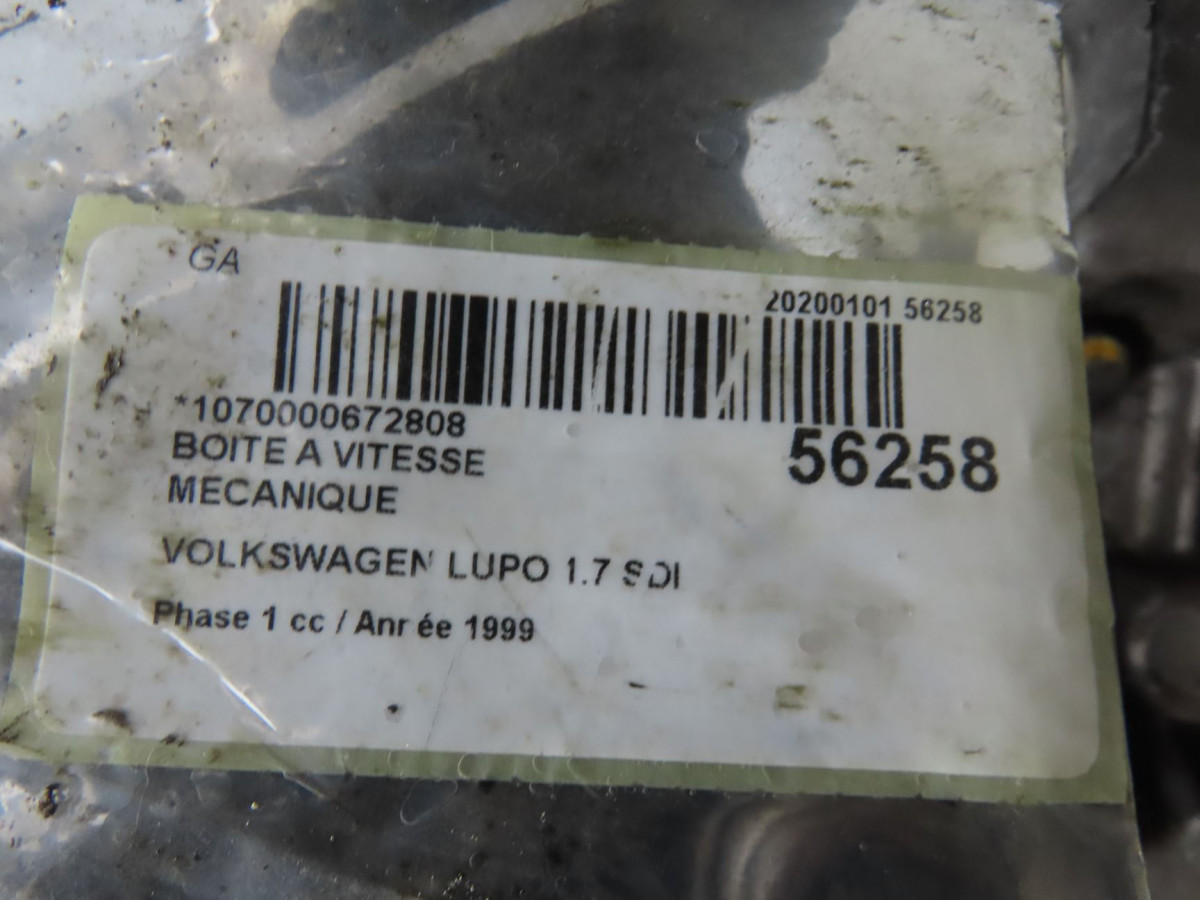 GA
20200101 56258
*1070000672808
BOITE A VITESSE
MECANIQUE
56258
VOLKSWAGEN LUPO 1.7 SDI
Phase 1 cc / Année 1999